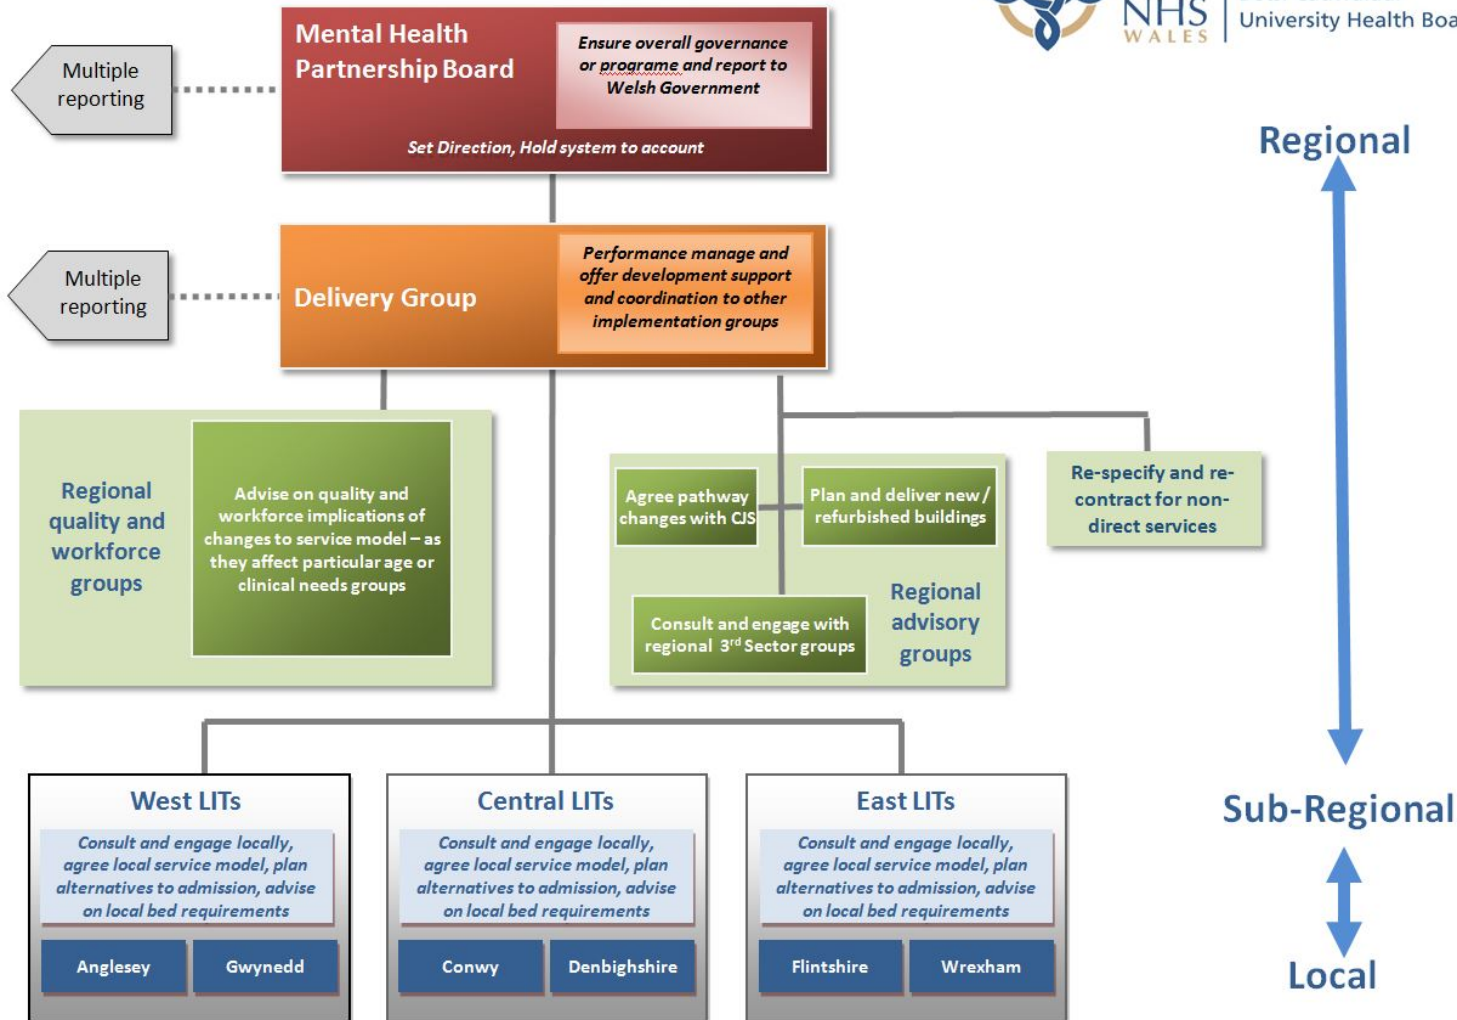 NHS
WALES
University Health Boa
Mental Health
Partnership Board
Ensure overall governance
or programe and report to
Welsh Government
Set Direction, Hold system to account
Multiple
reporting
Regional
Delivery Group
Performance manage and
offer development support
and coordination to other
implementation groups
Multiple
reporting
Regional
quality and
workforce
groups
Advise on quality and
workforce implications of
changes to service model – as
they affect particular age or
clinical needs groups
Agree pathway
changes with CJS
Plan and deliver new /
refurbished buildings
Consult and engage with
regional 3rd Sector groups
Regional
advisory
groups
Re-specify and re-
contract for non-
direct services
West LITs
Consult and engage locally,
agree local service model, plan
alternatives to admission, advise
on local bed requirements
Anglesey
Gwynedd
Central LITs
Consult and engage locally,
agree local service model, plan
alternatives to admission, advise
on local bed requirements
Conwy
Denbighshire
East LITs
Consult and engage locally,
agree local service model, plan
alternatives to admission, advise
on local bed requirements
Flintshire
Wrexham
Sub-Regional
Local